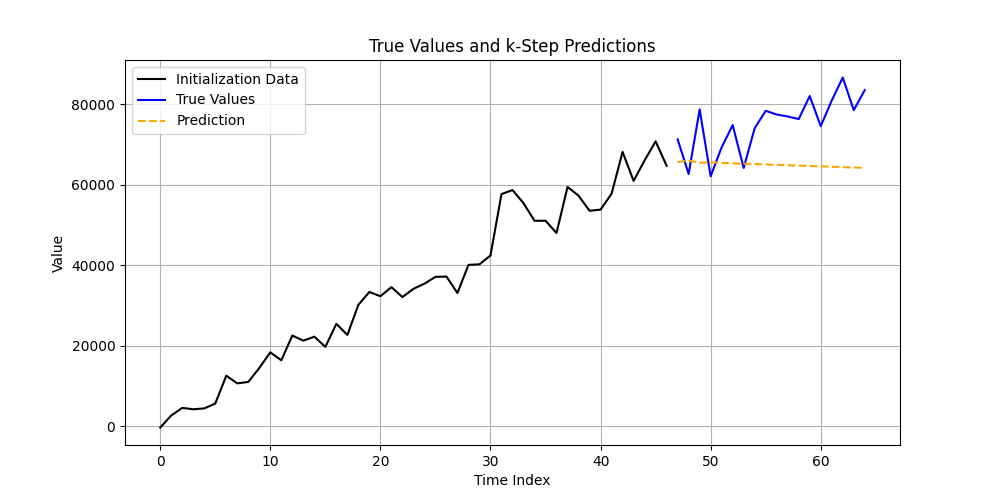 True Values and k-Step Predictions
Initialization Data
True Values
Prediction
Value
80000
60000
40000
20000
0
0 10 20 30 40 50 60
Time Index